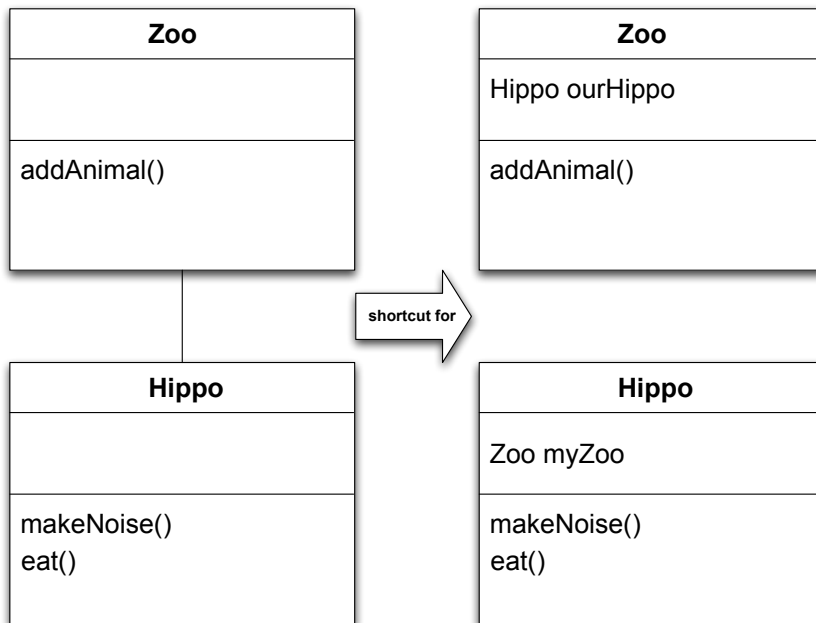 Zoo
addAnimal()
Hippo
makeNoise()
eat()
shortcut for
Zoo
Hippo ourHippo
addAnimal()
Hippo
Zoo myZoo
makeNoise()
eat()